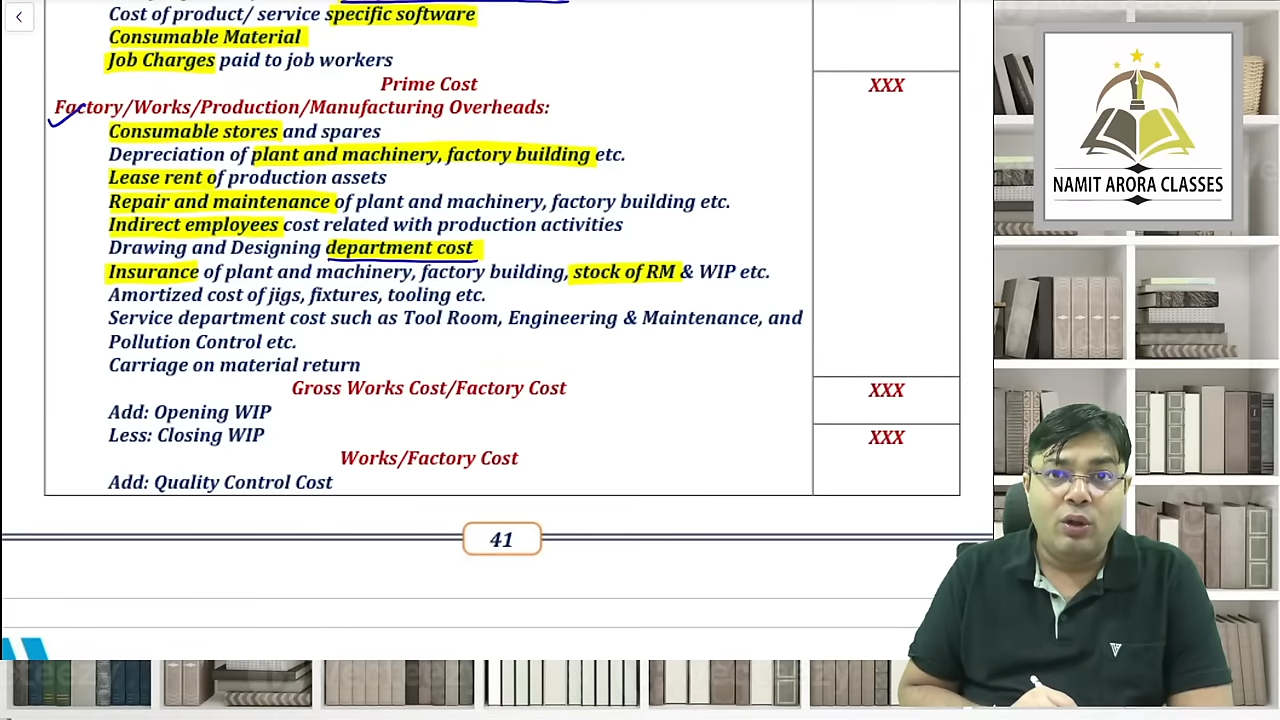 Cost of product/ service specific software
Consumable Material
Job Charges paid to job workers
Prime Cost XXX
Factory/Works/Production/Manufacturing Overheads:
Consumable stores and spares
Depreciation of plant and machinery, factory building etc.
Lease rent of production assets
Repair and maintenance of plant and machinery, factory building etc.
Indirect employees cost related with production activities
Drawing and Designing department cost
Insurance of plant and machinery, factory building, stock of RM & WIP etc.
Amortized cost of jigs, fixtures, tooling etc.
Service department cost such as Tool Room, Engineering & Maintenance, and
Pollution Control etc.
Carriage on material return
Gross Works Cost/Factory Cost XXX
Add: Opening WIP
Less: Closing WIP XXX
Works/Factory Cost
Add: Quality Control Cost
41
NAMIT ARORA CLASSES